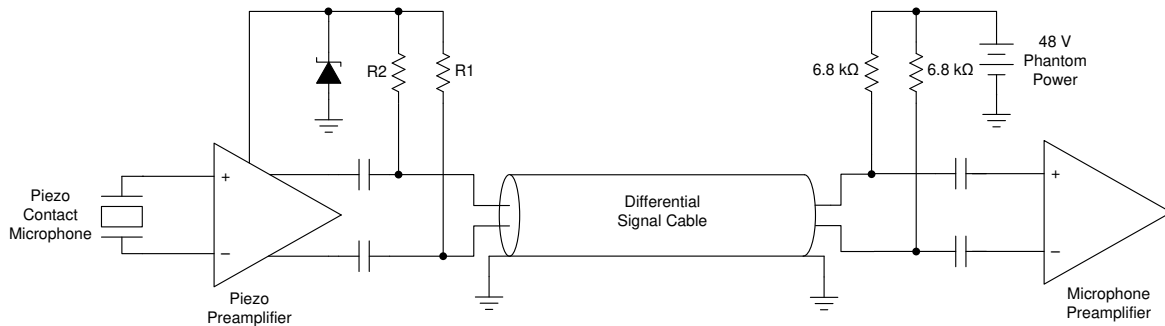 R2
R1
6.8 kΩ
6.8 kΩ
48 V
Phantom
Power
Piezo
Contact
Microphone
+
–
Piezo
Preamplifier
Differential
Signal Cable
+
–
Microphone
Preamplifier